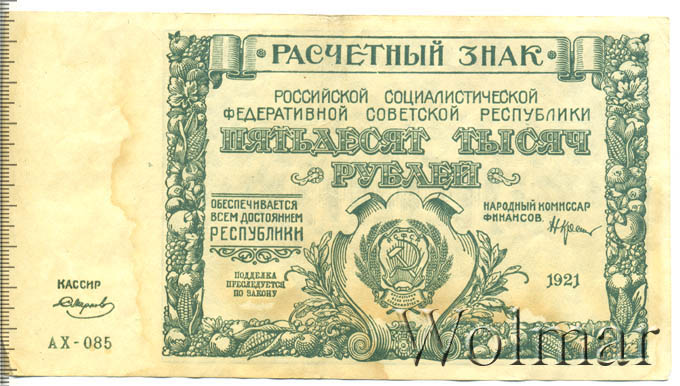 РАСЧЕТНЫЙ ЗНАК
РОССИЙСКОЙ СОЦИАЛИСТИЧЕСКОЙ
ФЕДЕРАТИВНОЙ СОВЕТСКОЙ РЕСПУБЛИКИ
ПЯТЬДЕСЯТ ТЫСЯЧ
РУБЛЕЙ
ОБЕСПЕЧИВАЕТСЯ
ВСЕМ ДОСТОЯНИЕМ
РЕСПУБЛИКИ
НАРОДНЫЙ КОМИССАР
ФИНАНСОВ.
ПОДДЕЛКА
ПРЕСЛЕДУЕТСЯ
ПО ЗАКОНУ
1921
КАССИР
АХ-085
Wolmar